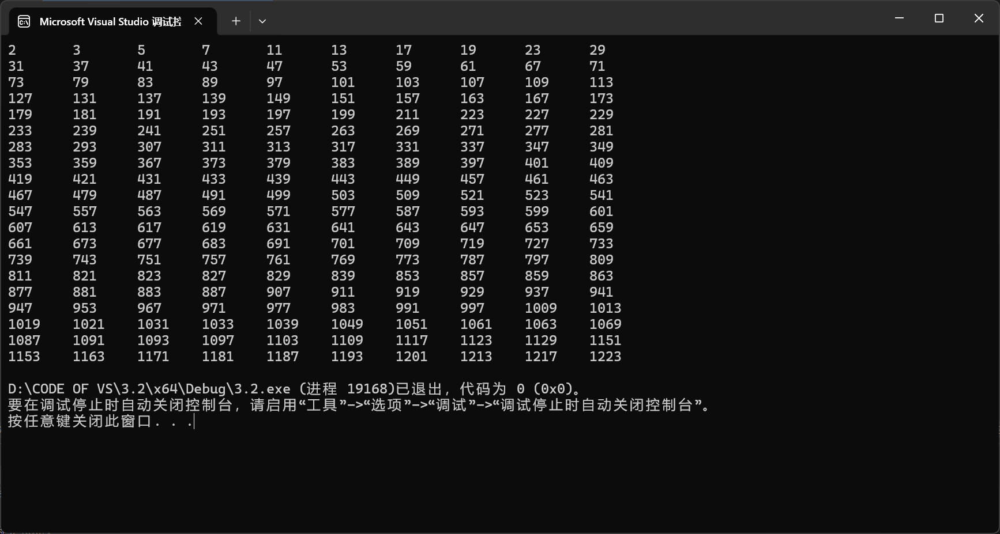 Microsoft Visual Studio 调试控
2 3 5 7 11 13 17 19 23 29
31 37 41 43 47 53 59 61 67 71
73 79 83 89 97 101 103 107 109 113
127 131 137 139 149 151 157 163 167 173
179 181 191 193 197 199 211 223 227 229
233 239 241 251 257 263 269 271 277 281
283 293 307 311 313 317 331 337 347 349
353 359 367 373 379 383 389 397 401 409
419 421 431 433 439 443 449 457 461 463
467 479 487 491 499 503 509 521 523 541
547 557 563 569 571 577 587 593 599 601
607 613 617 619 631 641 643 647 653 659
661 673 677 683 691 701 709 719 727 733
739 743 751 757 761 769 773 787 797 809
811 821 823 827 829 839 853 857 859 863
877 881 883 887 907 911 919 929 937 941
947 953 967 971 977 983 991 997 1009 1013
1019 1021 1031 1033 1039 1049 1051 1061 1063 1069
1087 1091 1093 1097 1103 1109 1117 1123 1129 1151
1153 1163 1171 1181 1187 1193 1201 1213 1217 1223
D:\CODE OF VS\3.2\x64\Debug\3.2.exe (进程 19168)已退出，代码为 0 (0x0)。
要在调试停止时自动关闭控制台，请启用“工具”->“选项”->“调试”->“调试停止时自动关闭控制台”。
按任意键关闭此窗口. . .